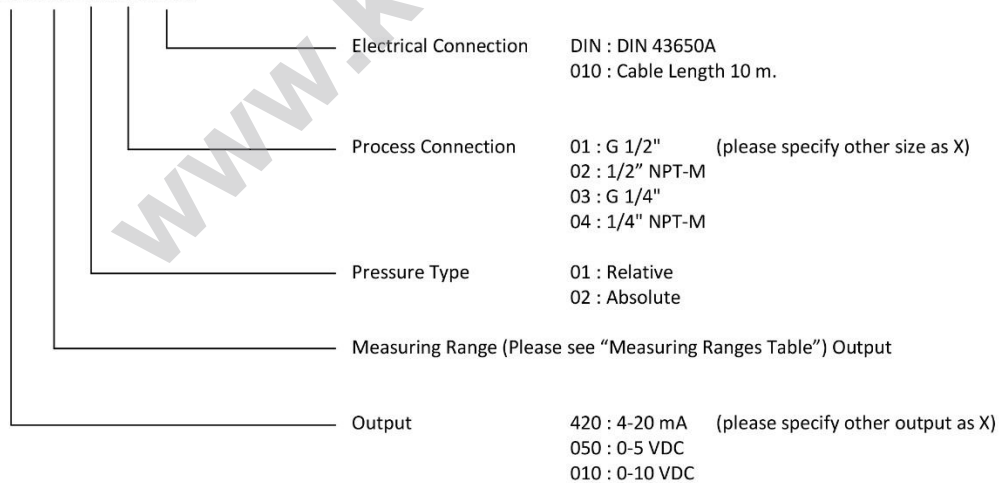 Electrical Connection DIN : DIN 43650A
010 : Cable Length 10 m.
Process Connection 01 : G 1/2" (please specify other size as X)
02 : 1/2” NPT-M
03 : G 1/4"
04 : 1/4" NPT-M
Pressure Type 01 : Relative
02 : Absolute
Measuring Range (Please see “Measuring Ranges Table”) Output
Output 420 : 4-20 mA (please specify other output as X)
050 : 0-5 VDC
010 : 0-10 VDC
www.k